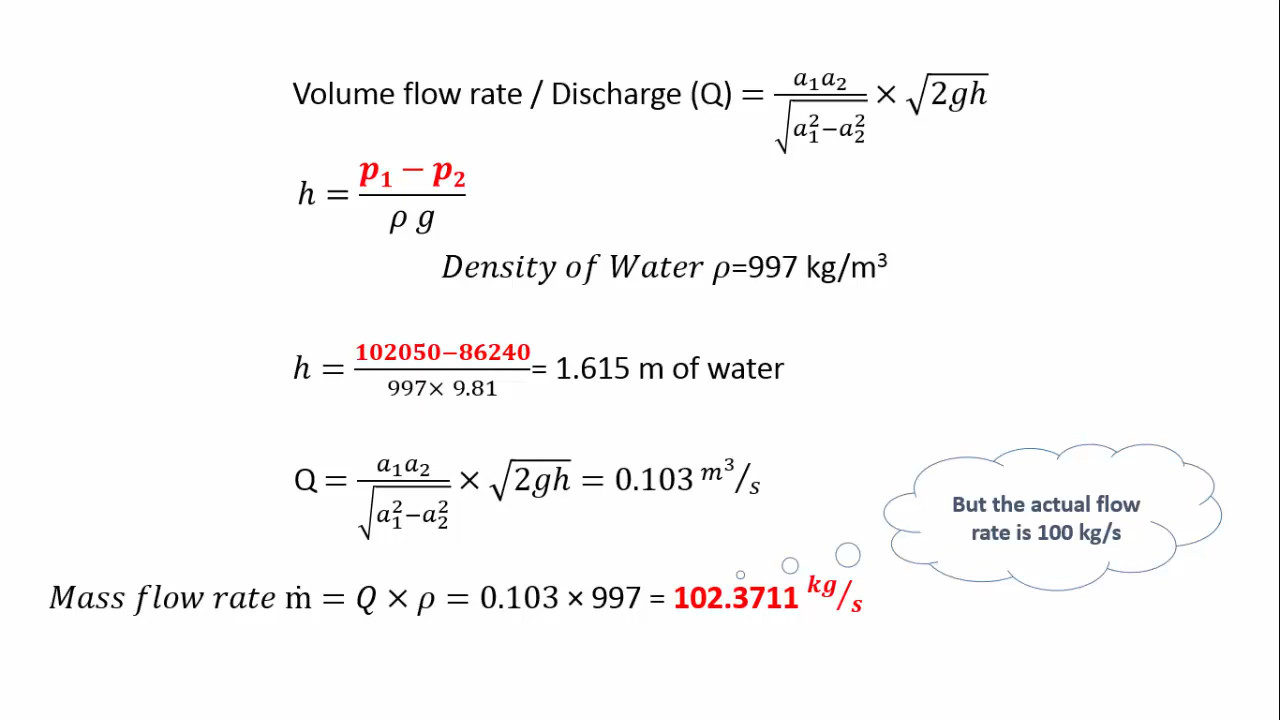 Volume flow rate / Discharge (Q) = a₁a₂ / √(a₁² − a₂²) × √(2gh)
h = (p₁ − p₂) / (ρ g)
Density of Water ρ=997 kg/m³
h = (102050−86240) / (997× 9.81) = 1.615 m of water
Q = a₁a₂ / √(a₁² − a₂²) × √(2gh) = 0.103 m³/s
But the actual flow
rate is 100 kg/s
Mass flow rate ṁ = Q × ρ = 0.103 × 997 = 102.3711 kg/s